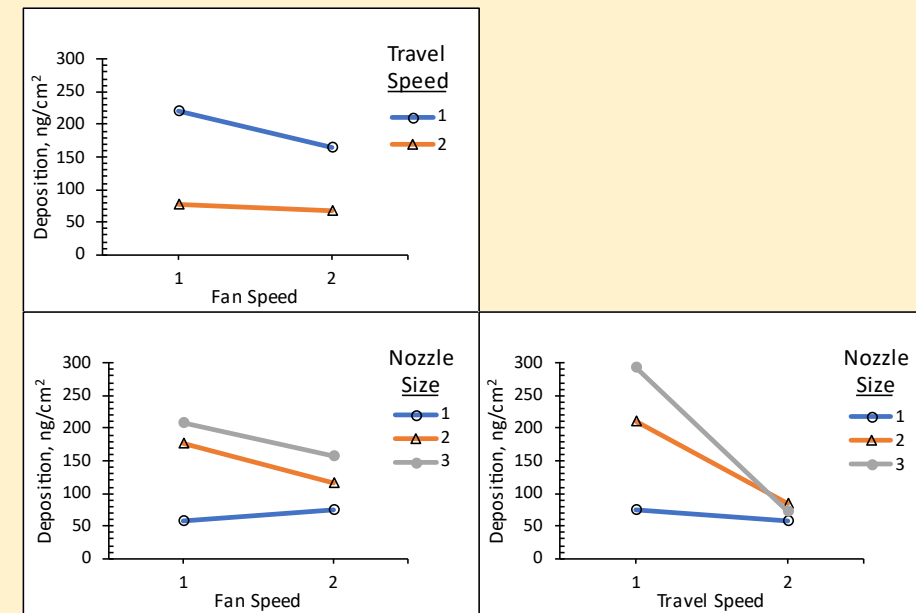 Travel
Speed
1
2
Deposition, ng/cm²
300
250
200
150
100
50
0
1 2
Fan Speed
Nozzle
Size
1
2
3
Deposition, ng/cm²
300
250
200
150
100
50
0
1 2
Fan Speed
Nozzle
Size
1
2
3
Deposition, ng/cm²
300
250
200
150
100
50
0
1 2
Travel Speed